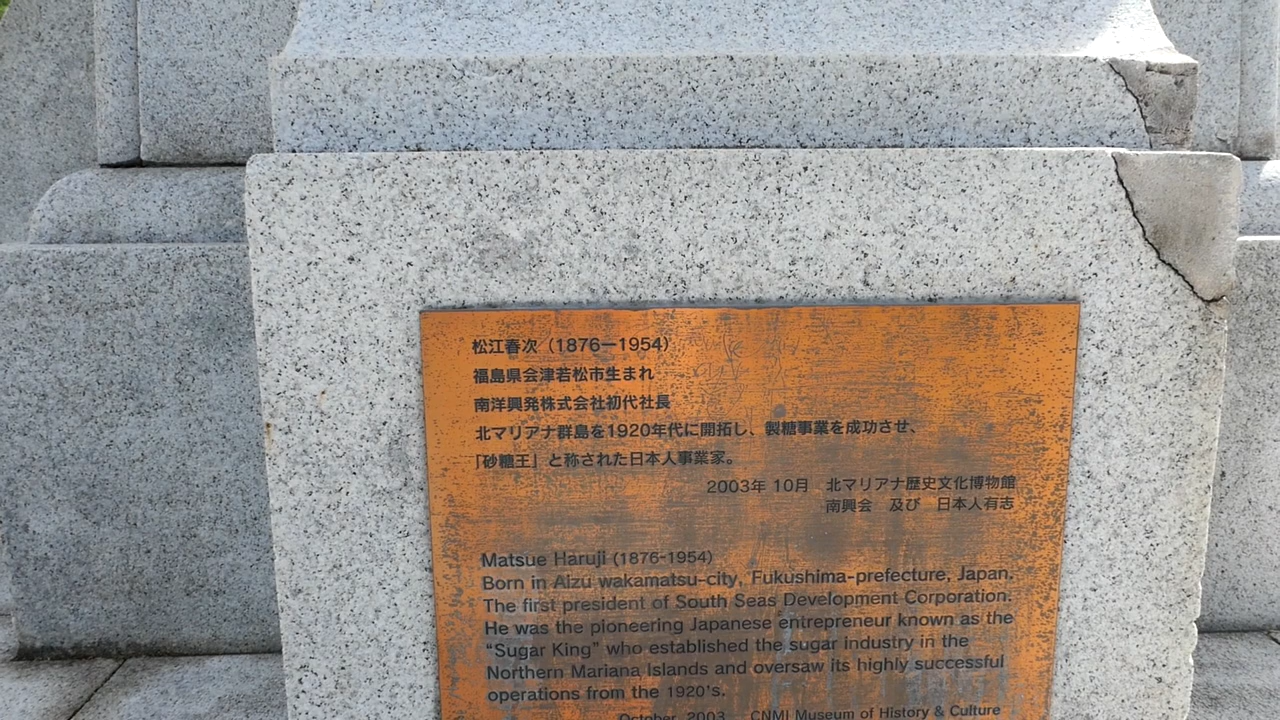 松江春次（1876ー1954）
福島県会津若松市生まれ
南洋興発株式会社初代社長
北マリアナ群島を1920年代に開拓し、製糖事業を成功させ、
「砂糖王」と称された日本人事業家。
2003年 10月　北マリアナ歴史文化博物館
南興会　及び　日本人有志
Matsue Haruji (1876-1954)
Born in Aizu wakamatsu-city, Fukushima-prefecture, Japan.
The first president of South Seas Development Corporation.
He was the pioneering Japanese entrepreneur known as the
“Sugar King” who established the sugar industry in the
Northern Mariana Islands and oversaw its highly successful
operations from the 1920's.
October, 2003 CNMI Museum of History & Culture